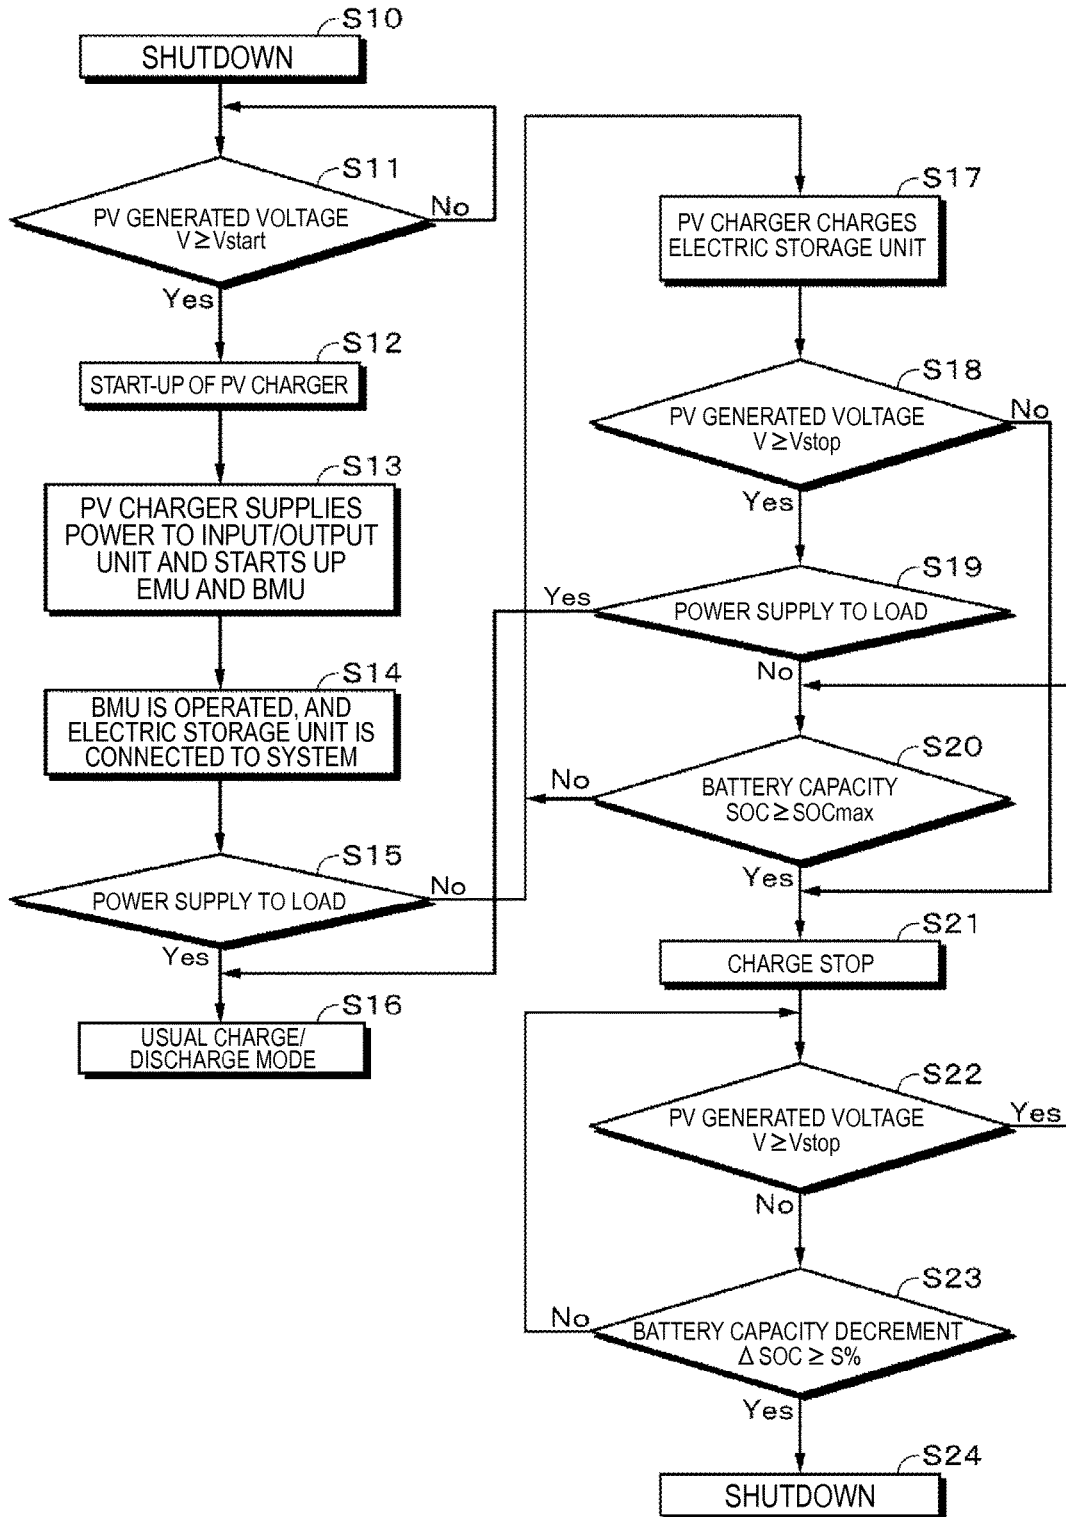 S10
SHUTDOWN
S11
PV GENERATED VOLTAGE
V ≥ Vstart
No
Yes
S12
START-UP OF PV CHARGER
S13
PV CHARGER SUPPLIES
POWER TO INPUT/OUTPUT
UNIT AND STARTS UP
EMU AND BMU
S14
BMU IS OPERATED, AND
ELECTRIC STORAGE UNIT IS
CONNECTED TO SYSTEM
S15
POWER SUPPLY TO LOAD
No
Yes
S16
USUAL CHARGE/
DISCHARGE MODE
S17
PV CHARGER CHARGES
ELECTRIC STORAGE UNIT
S18
PV GENERATED VOLTAGE
V ≥ Vstop
No
Yes
S19
POWER SUPPLY TO LOAD
Yes
No
S20
BATTERY CAPACITY
SOC ≥ SOCmax
No
Yes
S21
CHARGE STOP
S22
PV GENERATED VOLTAGE
V ≥ Vstop
Yes
No
S23
BATTERY CAPACITY DECREMENT
Δ SOC ≥ S%
No
Yes
S24
SHUTDOWN